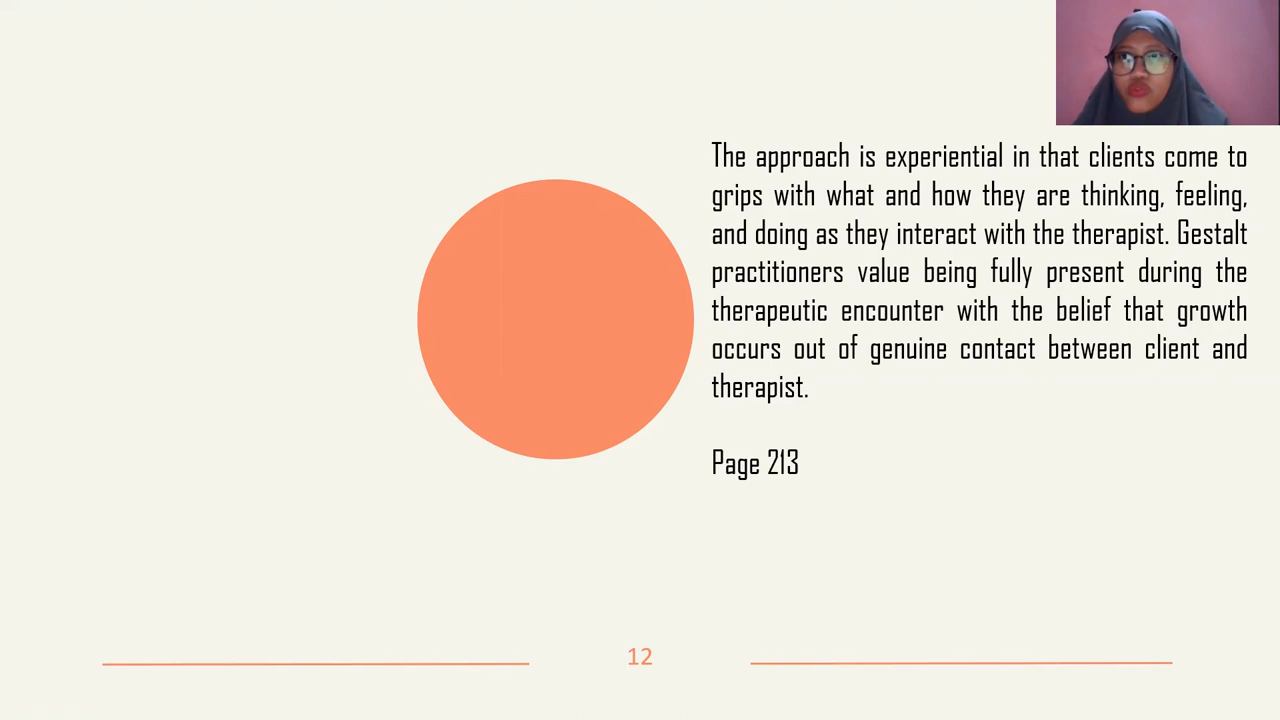 The approach is experiential in that clients come to
grips with what and how they are thinking, feeling,
and doing as they interact with the therapist. Gestalt
practitioners value being fully present during the
therapeutic encounter with the belief that growth
occurs out of genuine contact between client and
therapist.
Page 213
12